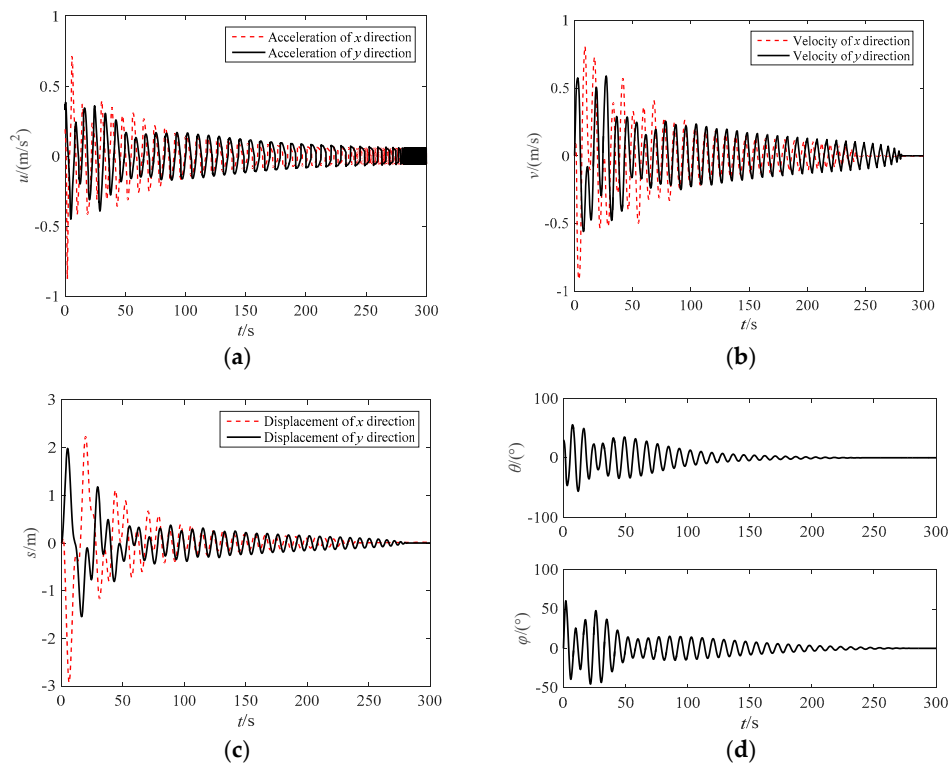 1
0.5
0
-0.5
-1
u/(m/s²)
Acceleration of x direction
Acceleration of y direction
0 50 100 150 200 250 300
t/s
(a)
1
0.5
0
-0.5
-1
v/(m/s)
Velocity of x direction
Velocity of y direction
0 50 100 150 200 250 300
t/s
(b)
3
2
1
0
-1
-2
-3
s/m)
Displacement of x direction
Displacement of y direction
0 50 100 150 200 250 300
t/s
(c)
100
0
-100
θ/(°)
0 50 100 150 200 250 300
100
50
0
-50
φ/(°)
0 50 100 150 200 250 300
t/s
(d)